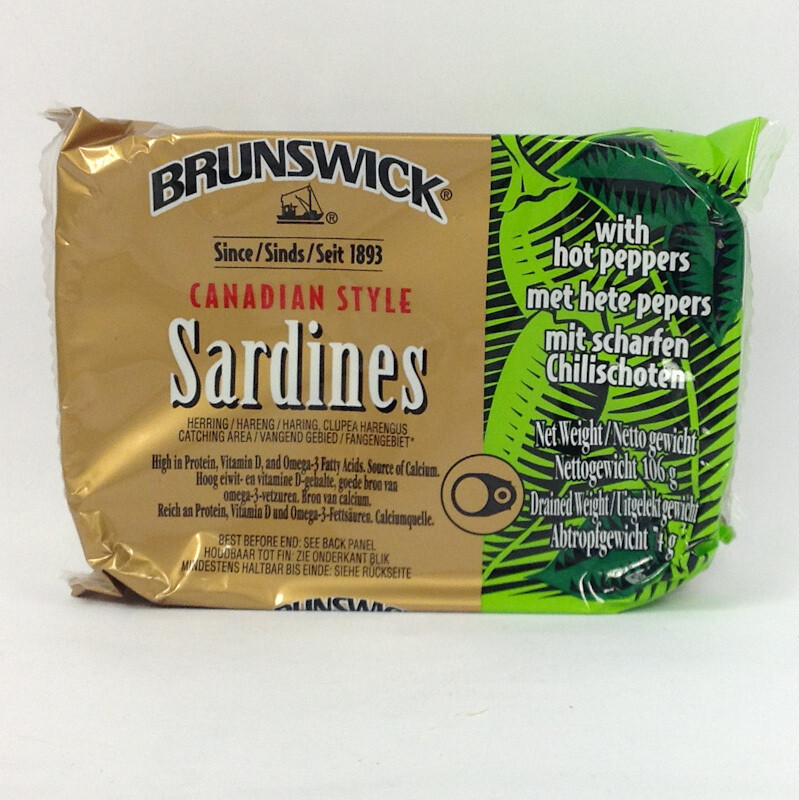 BRUNSWICK®
®
Since/Sinds/Seit 1893
CANADIAN STYLE
Sardines
HERRING / HARENG / HARING, CLUPEA HARENGUS
CATCHING AREA / VANGEND GEBIED / FANGENGEBIET*
High in Protein, Vitamin D, and Omega-3 Fatty Acids. Source of Calcium.
Hoog eiwit- en vitamine D-gehalte, goede bron van
omega-3-vetzuren. Bron van calcium.
Reich an Protein, Vitamin D und Omega-3-Fettsäuren. Calciumquelle.
BEST BEFORE END: SEE BACK PANEL
HOUDBAAR TOT FIN: ZIE ONDERKANT BLIK
MINDESTENS HALTBAR BIS EINDE: SIEHE RÜCKSEITE
BRUNSWICK
with
hot peppers
met hete pepers
mit scharfen
Chilischoten
Net Weight/Netto gewicht
Nettogewicht 106 g
Drained Weight/Uitgelekt gewicht
Abtropfgewicht g